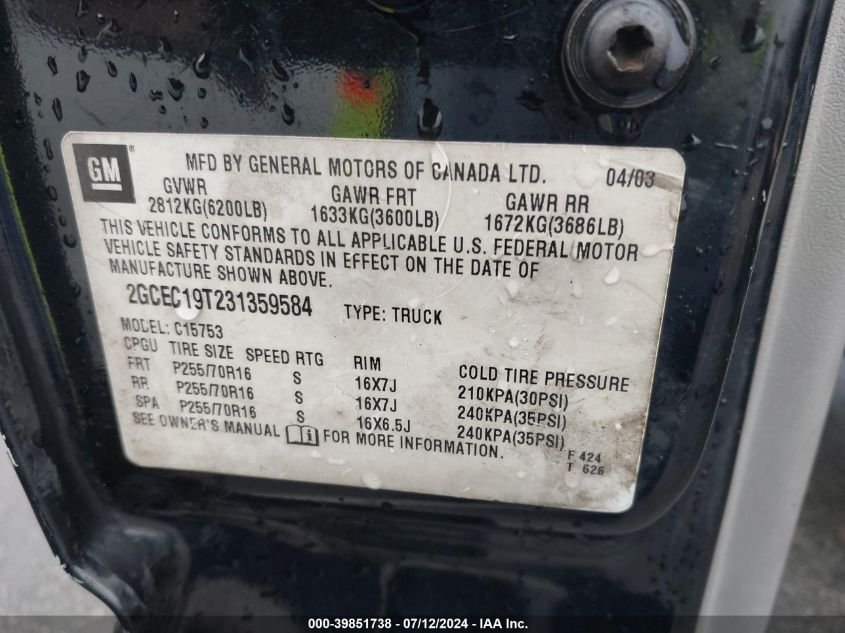 GM ® MFD BY GENERAL MOTORS OF CANADA LTD. 04/03
GVWR GAWR FRT GAWR RR
2812KG(6200LB) 1633KG(3600LB) 1672KG(3686LB)
THIS VEHICLE CONFORMS TO ALL APPLICABLE U.S. FEDERAL MOTOR
VEHICLE SAFETY STANDARDS IN EFFECT ON THE DATE OF
MANUFACTURE SHOWN ABOVE.
2GCEC19T231359584 TYPE: TRUCK
MODEL: C15753
CPGU TIRE SIZE SPEED RTG RIM COLD TIRE PRESSURE
FRT P255/70R16 S 16X7J 210KPA(30PSI)
RR P255/70R16 S 16X7J 240KPA(35PSI)
SPA P255/70R16 S 16X6.5J 240KPA(35PSI)
SEE OWNER'S MANUAL FOR MORE INFORMATION.
F 424
T 626
000-39851738 - 07/12/2024 - IAA Inc.